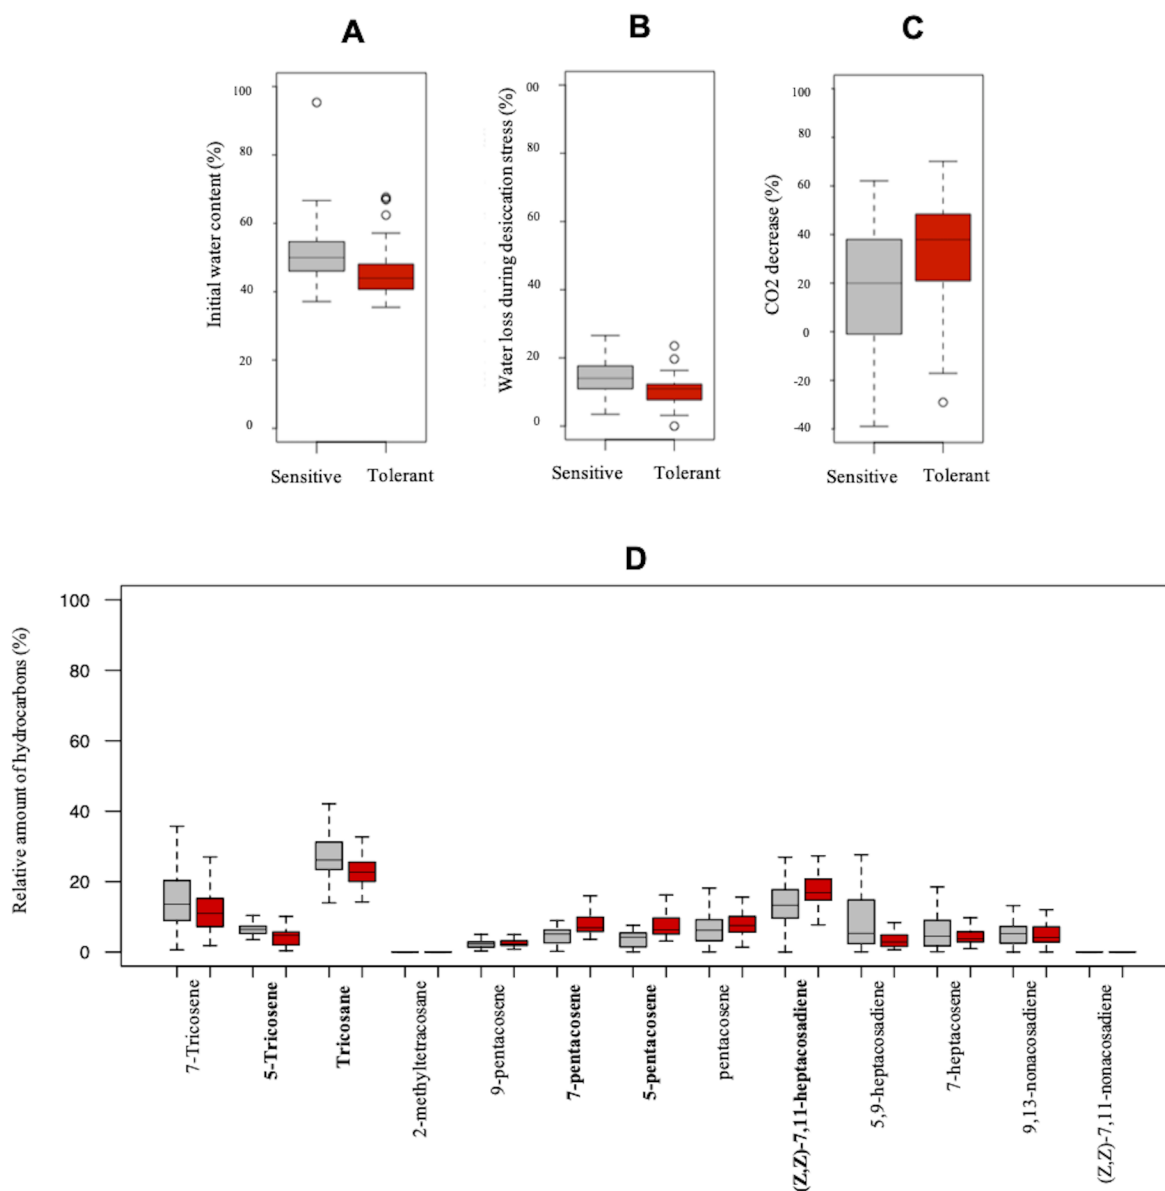 A
B
C
Initial water content (%)
100
80
60
40
20
0
Sensitive
Tolerant
Water loss during desiccation stress (%)
00
80
60
40
20
0
Sensitive
Tolerant
CO2 decrease (%)
100
80
60
40
20
0
-20
-40
Sensitive
Tolerant
D
Relative amount of hydrocarbons (%)
100
80
60
40
20
0
7-Tricosene
5-Tricosene
Tricosane
2-methyltetracosane
9-pentacosene
7-pentacosene
5-pentacosene
pentacosene
(Z,Z)-7,11-heptacosadiene
5,9-heptacosadiene
7-heptacosene
9,13-nonacosadiene
(Z,Z)-7,11-nonacosadiene